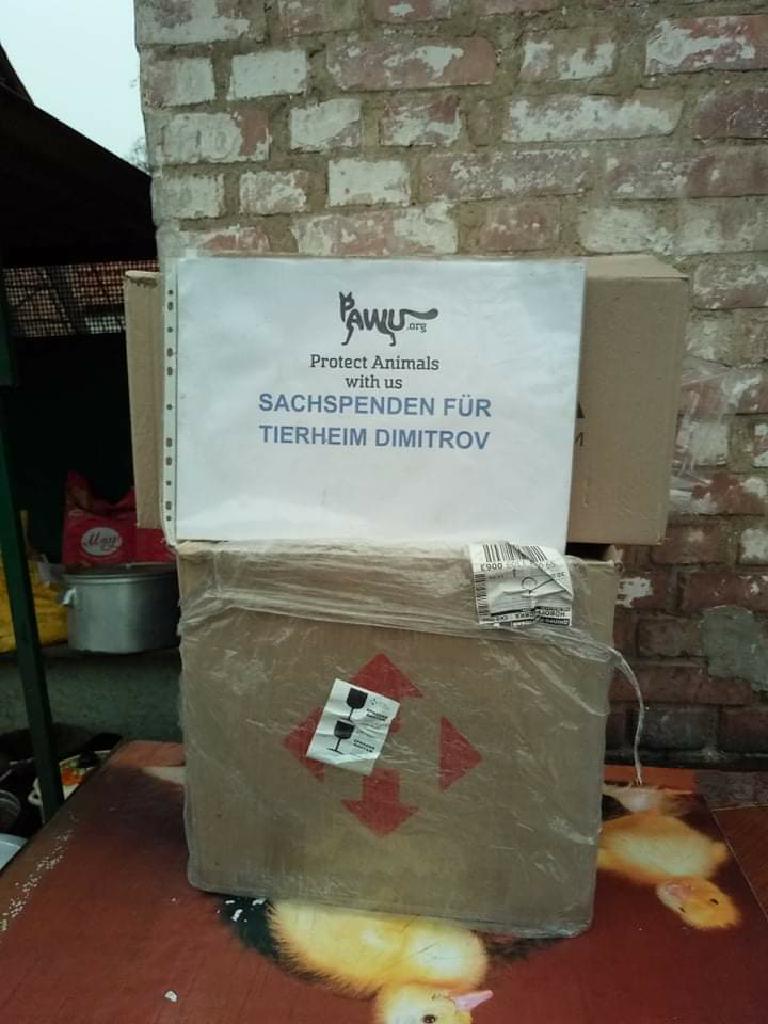 PAWU.org
Protect Animals
with us
SACHSPENDEN FÜR
TIERHEIM DIMITROV